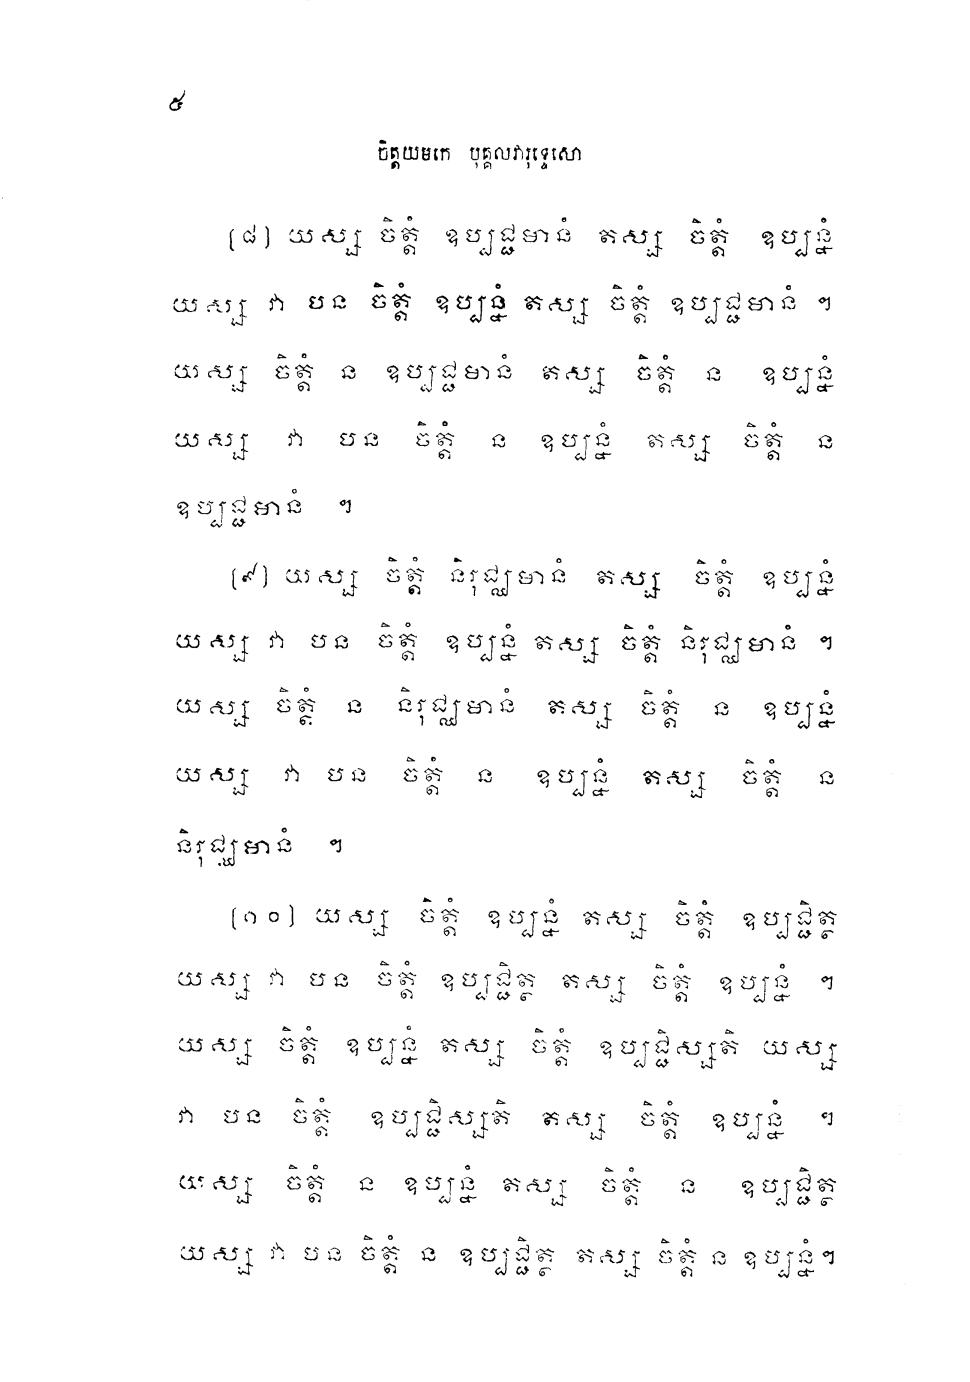 ៥
ចិត្តយមកេ បុគ្គលវារុទ្ទេសោ
(៨) យស្ស ចិត្តំ ឧប្បជ្ជមានំ តស្ស ចិត្តំ ឧប្បន្នំ
យស្ស វា បន ចិត្តំ ឧប្បន្នំ តស្ស ចិត្តំ ឧប្បជ្ជមានំ ។
យស្ស ចិត្តំ ន ឧប្បជ្ជមានំ តស្ស ចិត្តំ ន ឧប្បន្នំ
យស្ស វា បន ចិត្តំ ន ឧប្បន្នំ តស្ស ចិត្តំ ន
ឧប្បជ្ជមានំ ។
(៩) យស្ស ចិត្តំ និរុជ្ឈមានំ តស្ស ចិត្តំ ឧប្បន្នំ
យស្ស វា បន ចិត្តំ ឧប្បន្នំ តស្ស ចិត្តំ និរុជ្ឈមានំ ។
យស្ស ចិត្តំ ន និរុជ្ឈមានំ តស្ស ចិត្តំ ន ឧប្បន្នំ
យស្ស វា បន ចិត្តំ ន ឧប្បន្នំ តស្ស ចិត្តំ ន
និរុជ្ឈមានំ ។
(១០) យស្ស ចិត្តំ ឧប្បន្នំ តស្ស ចិត្តំ ឧប្បជ្ជិត្ថ
យស្ស វា បន ចិត្តំ ឧប្បជ្ជិត្ថ តស្ស ចិត្តំ ឧប្បន្នំ ។
យស្ស ចិត្តំ ឧប្បន្នំ តស្ស ចិត្តំ ឧប្បជ្ជិស្សតិ យស្ស
វា បន ចិត្តំ ឧប្បជ្ជិស្សតិ តស្ស ចិត្តំ ឧប្បន្នំ ។
យស្ស ចិត្តំ ន ឧប្បន្នំ តស្ស ចិត្តំ ន ឧប្បជ្ជិត្ថ
យស្ស វា បន ចិត្តំ ន ឧប្បជ្ជិត្ថ តស្ស ចិត្តំ ន ឧប្បន្នំ។